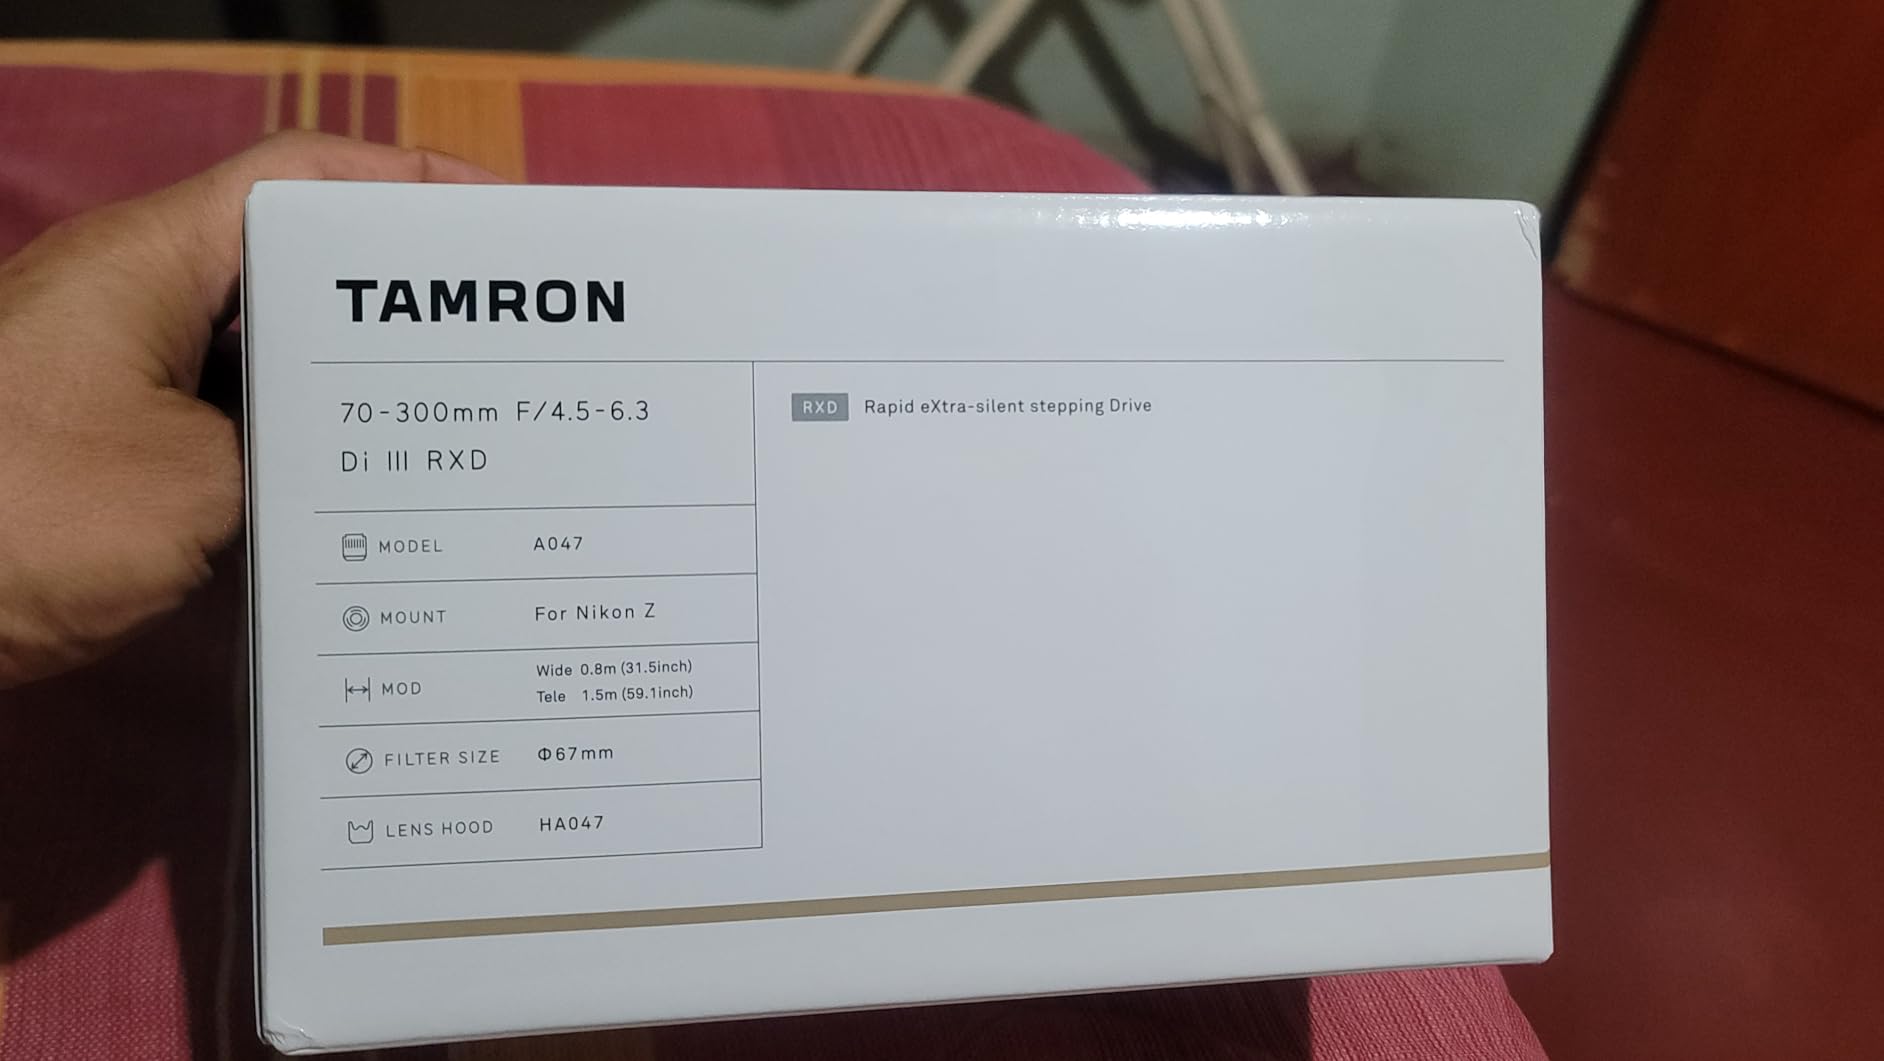 TAMRON
70-300mm F/4.5-6.3
Di III RXD
RXD Rapid eXtra-silent stepping Drive
MODEL A047
MOUNT For Nikon Z
MOD Wide 0.8m (31.5inch)
Tele 1.5m (59.1inch)
FILTER SIZE Φ67mm
LENS HOOD HA047